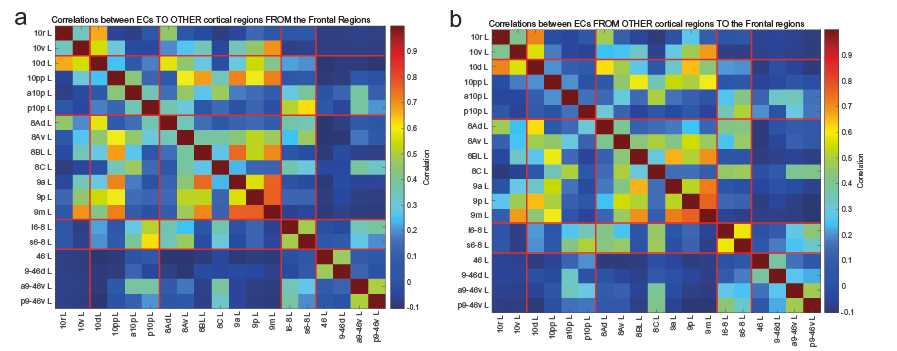 a
Correlations between ECs TO OTHER cortical regions FROM the Frontal Regions
10r L
10v L
10d L
10pp L
a10p L
p10p L
8Ad L
8Av L
8BL L
8C L
9a L
9p L
9m L
i6-8 L
s6-8 L
46 L
9-46d L
a9-46v L
p9-46v L
10r L
10v L
10d L
10pp L
a10p L
p10p L
8Ad L
8Av L
8BL L
8C L
9a L
9p L
9m L
i6-8 L
s6-8 L
46 L
9-46d L
a9-46v L
p9-46v L
0.9
0.8
0.7
0.6
0.5
0.4
0.3
0.2
0.1
0
-0.1
Correlation
b
Correlations between ECs FROM OTHER cortical regions TO the Frontal regions
10r L
10v L
10d L
10pp L
a10p L
p10p L
8Ad L
8Av L
8BL L
8C L
9a L
9p L
9m L
i6-8 L
s6-8 L
46 L
9-46d L
a9-46v L
p9-46v L
10r L
10v L
10d L
10pp L
a10p L
p10p L
8Ad L
8Av L
8BL L
8C L
9a L
9p L
9m L
i6-8 L
s6-8 L
46 L
9-46d L
a9-46v L
p9-46v L
0.9
0.8
0.7
0.6
0.5
0.4
0.3
0.2
0.1
0
-0.1
Correlation